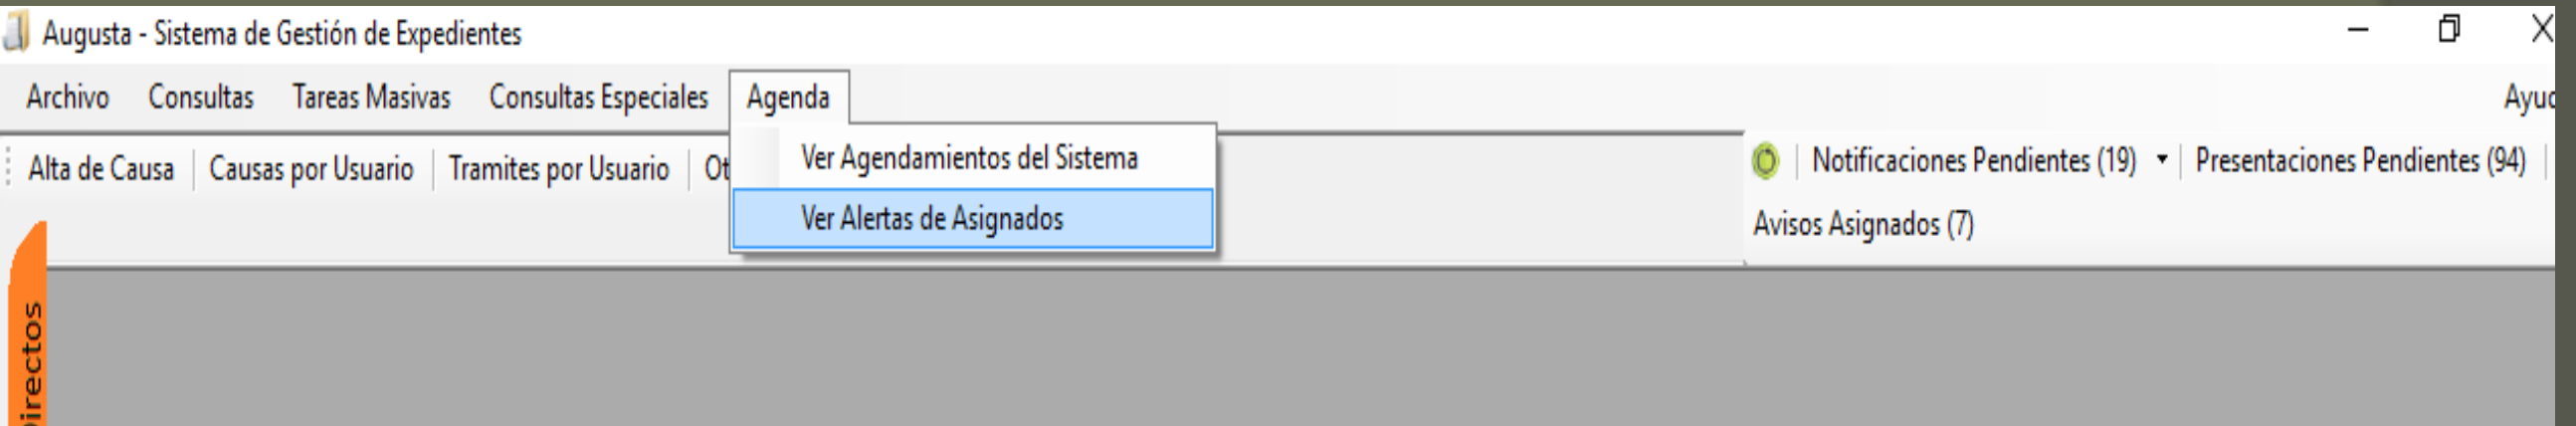 Augusta - Sistema de Gestión de Expedientes
Archivo Consultas Tareas Masivas Consultas Especiales Agenda
Ver Agendamientos del Sistema
Ver Alertas de Asignados
Alta de Causa Causas por Usuario Tramites por Usuario
Notificaciones Pendientes (19) Presentaciones Pendientes (94)
Avisos Asignados (7)